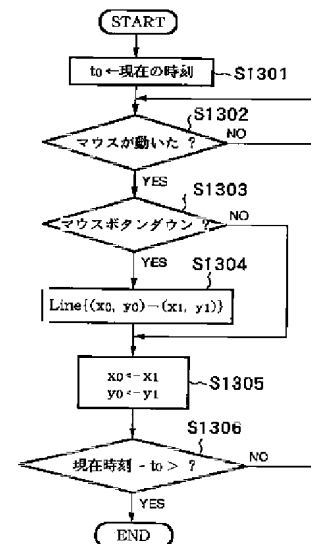 START
to←現在の時刻
S1301
S1302
マウスが動いた ?
NO
YES
S1303
マウスボタンダウン ?
NO
YES
S1304
Line{(x0, y0)−(x1, y1)}
x0←x1
y0←y1
S1305
S1306
現在時刻 - to > ?
NO
YES
END